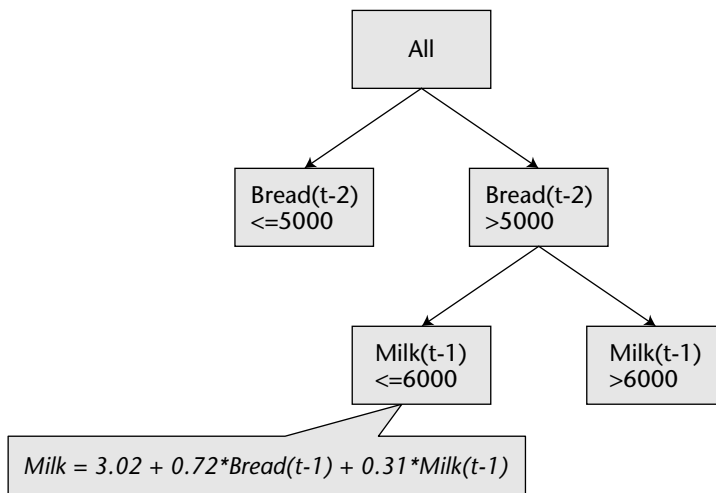 All
Bread(t-2)
<=5000
Bread(t-2)
>5000
Milk(t-1)
<=6000
Milk(t-1)
>6000
Milk = 3.02 + 0.72*Bread(t-1) + 0.31*Milk(t-1)